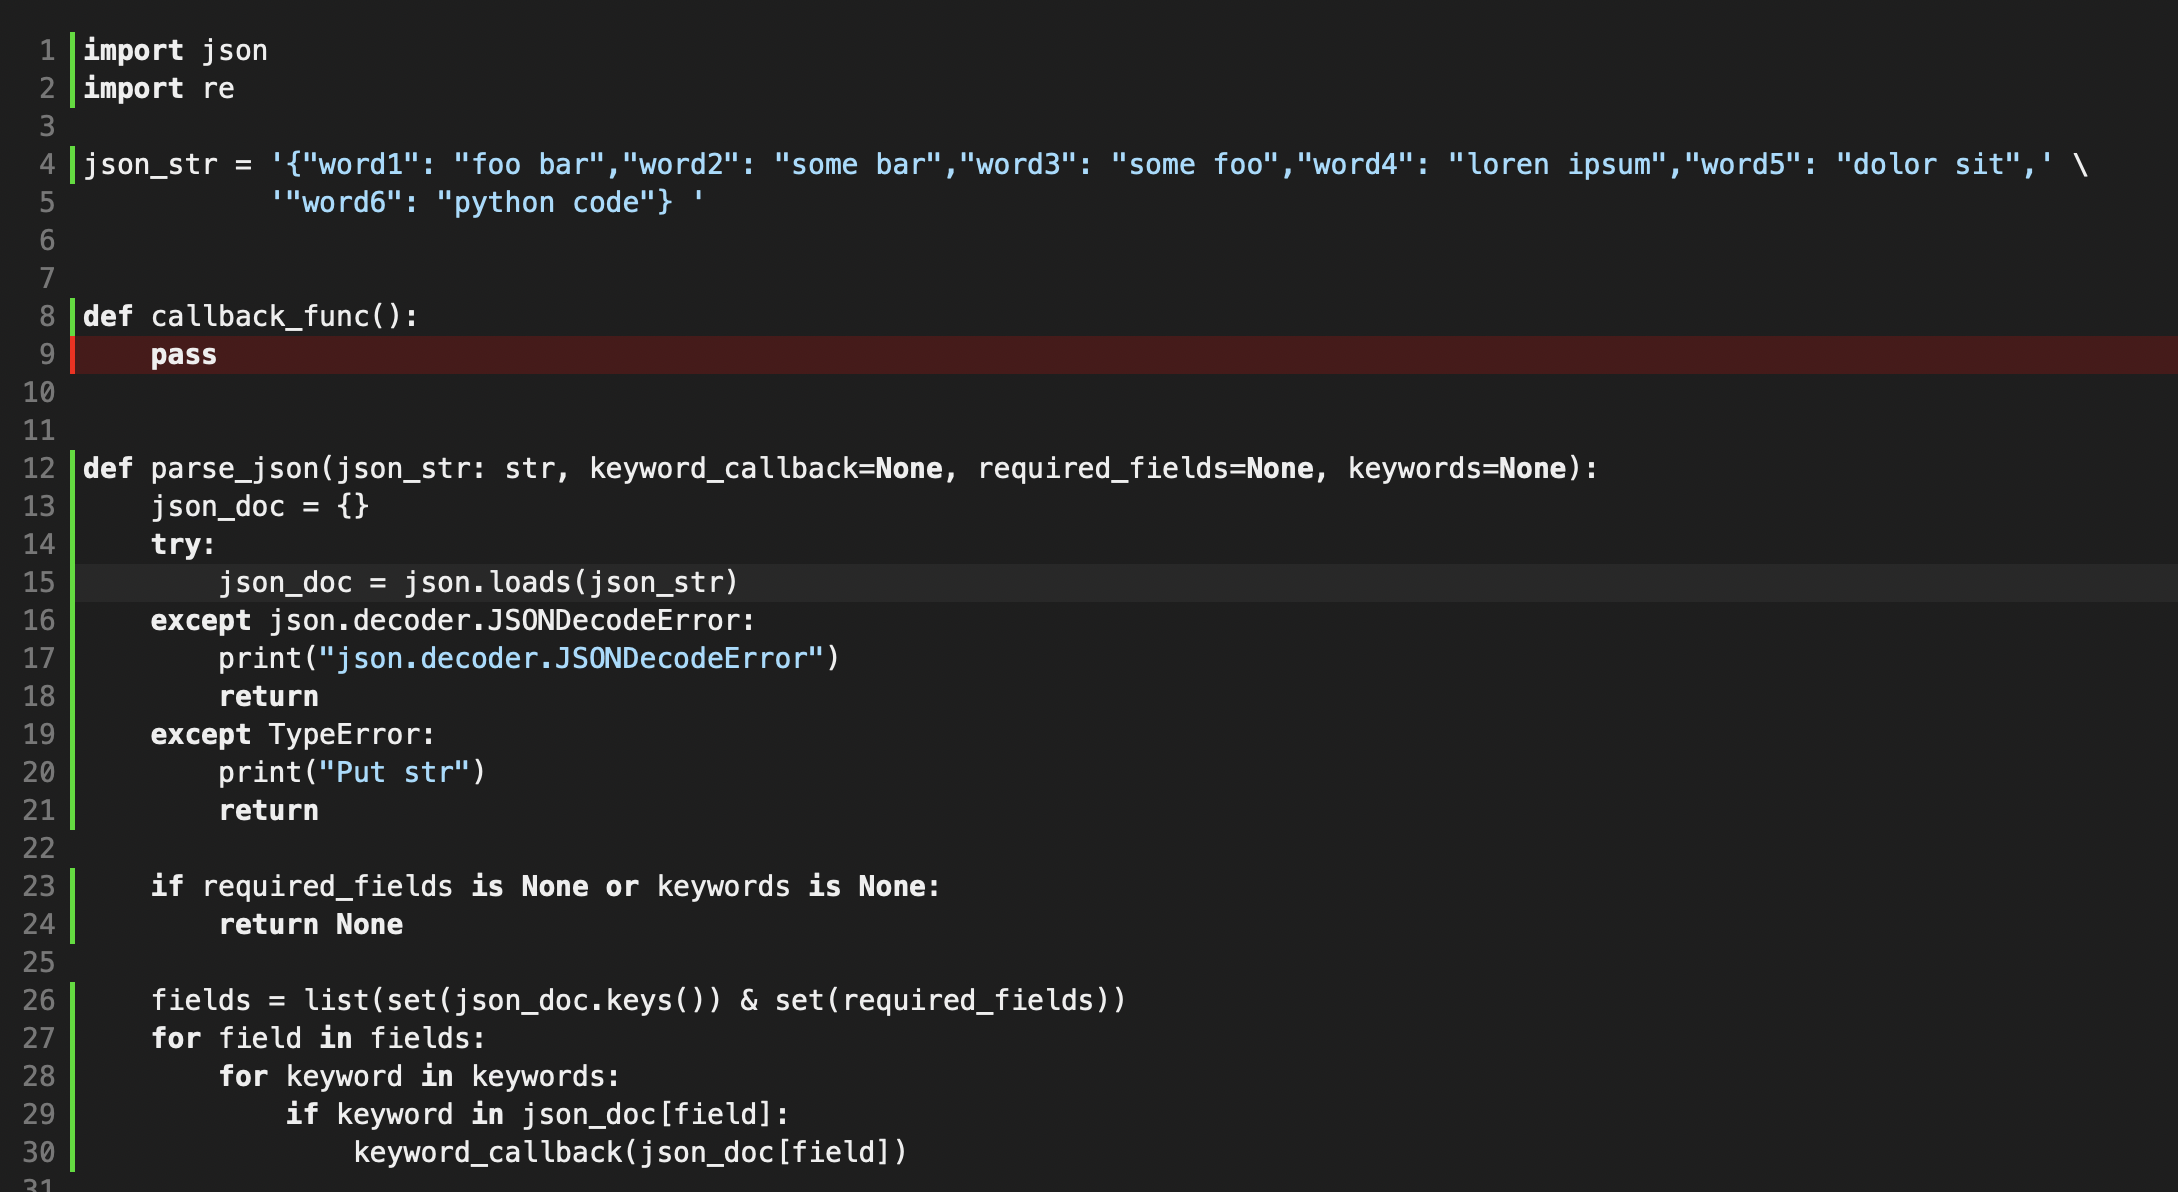 1 import json
2 import re
3
4 json_str = '{"word1": "foo bar","word2": "some bar","word3": "some foo","word4": "loren ipsum","word5": "dolor sit",' \
5            '"word6": "python code"} '
6
7
8 def callback_func():
9     pass
10
11
12 def parse_json(json_str: str, keyword_callback=None, required_fields=None, keywords=None):
13     json_doc = {}
14     try:
15         json_doc = json.loads(json_str)
16     except json.decoder.JSONDecodeError:
17         print("json.decoder.JSONDecodeError")
18         return
19     except TypeError:
20         print("Put str")
21         return
22
23     if required_fields is None or keywords is None:
24         return None
25
26     fields = list(set(json_doc.keys()) & set(required_fields))
27     for field in fields:
28         for keyword in keywords:
29             if keyword in json_doc[field]:
30                 keyword_callback(json_doc[field])
31